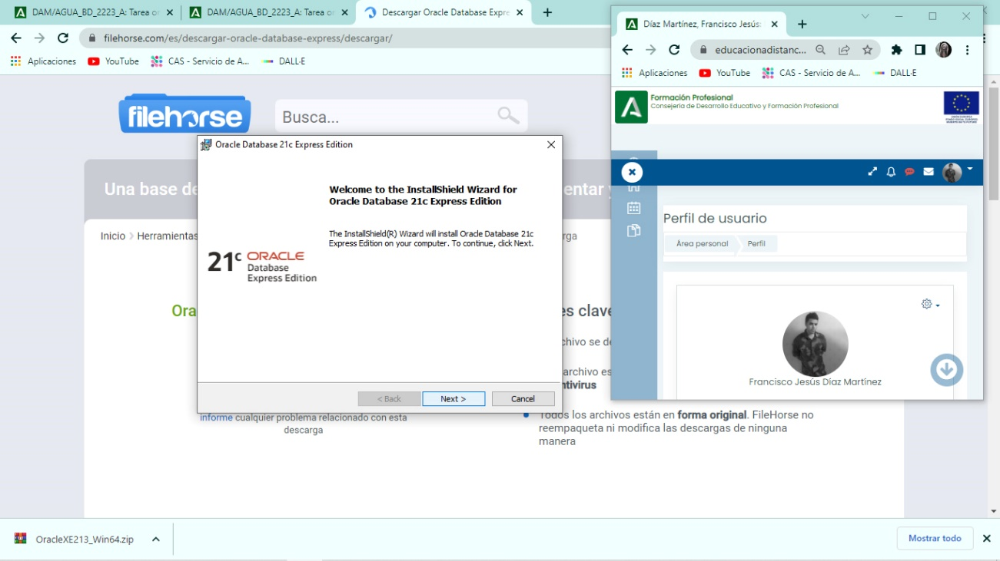 DAM/AGUA_BD_2223_A: Tarea or
DAM/AGUA_BD_2223_A: Tarea or
Descargar Oracle Database Expre
filehorse.com/es/descargar-oracle-database-express/descargar/
Aplicaciones
YouTube
CAS - Servicio de A...
DALL·E
filehorse
Busca...
Una base de
entar y
Inicio
Herramientas
rga
Ora
es clave
chivo se de
archivo es
ntivirus
informe cualquier problema relacionado con esta
descarga
Todos los archivos están en forma original. FileHorse no
reempaqueta ni modifica las descargas de ninguna
manera
Oracle Database 21c Express Edition
Welcome to the InstallShield Wizard for
Oracle Database 21c Express Edition
The InstallShield(R) Wizard will install Oracle Database 21c
Express Edition on your computer. To continue, click Next.
21c ORACLE
Database
Express Edition
< Back
Next >
Cancel
Díaz Martínez, Francisco Jesús:
educacionadistanc...
Aplicaciones
YouTube
CAS - Servicio de A...
DALL·E
Formación Profesional
Consejería de Desarrollo Educativo y Formación Profesional
Perfil de usuario
Área personal
Perfil
Francisco Jesús Díaz Martínez
OracleXE213_Win64.zip
Mostrar todo